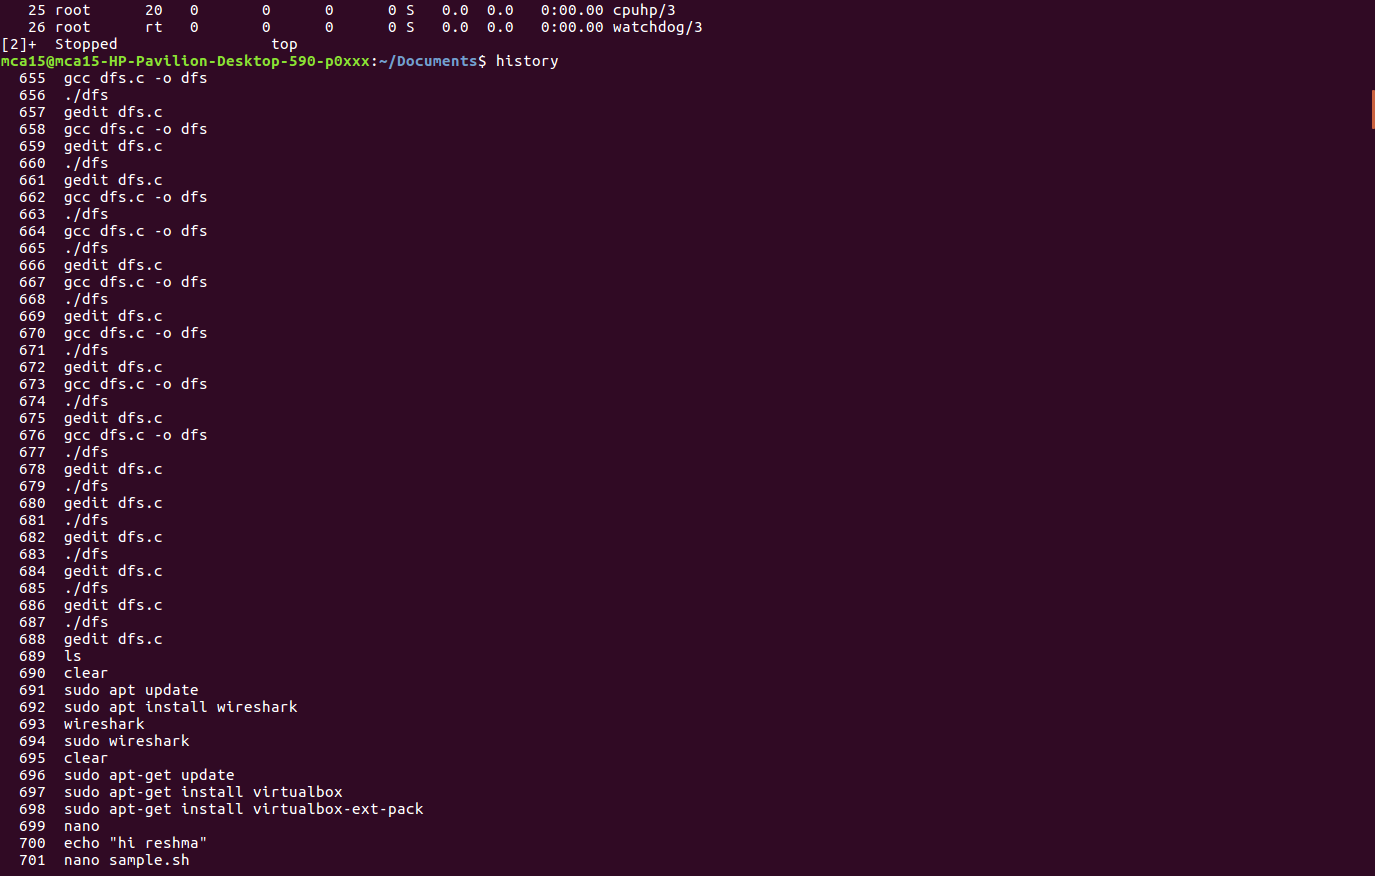 25 root 20 0 0 0 0 S 0.0 0.0 0:00.00 cpuhp/3
26 root rt 0 0 0 0 S 0.0 0.0 0:00.00 watchdog/3
[2]+ Stopped top
mca15@mca15-HP-Pavilion-Desktop-590-p0xxx:~/Documents$ history
655 gcc dfs.c -o dfs
656 ./dfs
657 gedit dfs.c
658 gcc dfs.c -o dfs
659 gedit dfs.c
660 ./dfs
661 gedit dfs.c
662 gcc dfs.c -o dfs
663 ./dfs
664 gcc dfs.c -o dfs
665 ./dfs
666 gedit dfs.c
667 gcc dfs.c -o dfs
668 ./dfs
669 gedit dfs.c
670 gcc dfs.c -o dfs
671 ./dfs
672 gedit dfs.c
673 gcc dfs.c -o dfs
674 ./dfs
675 gedit dfs.c
676 gcc dfs.c -o dfs
677 ./dfs
678 gedit dfs.c
679 ./dfs
680 gedit dfs.c
681 ./dfs
682 gedit dfs.c
683 ./dfs
684 gedit dfs.c
685 ./dfs
686 gedit dfs.c
687 ./dfs
688 gedit dfs.c
689 ls
690 clear
691 sudo apt update
692 sudo apt install wireshark
693 wireshark
694 sudo wireshark
695 clear
696 sudo apt-get update
697 sudo apt-get install virtualbox
698 sudo apt-get install virtualbox-ext-pack
699 nano
700 echo "hi reshma"
701 nano sample.sh